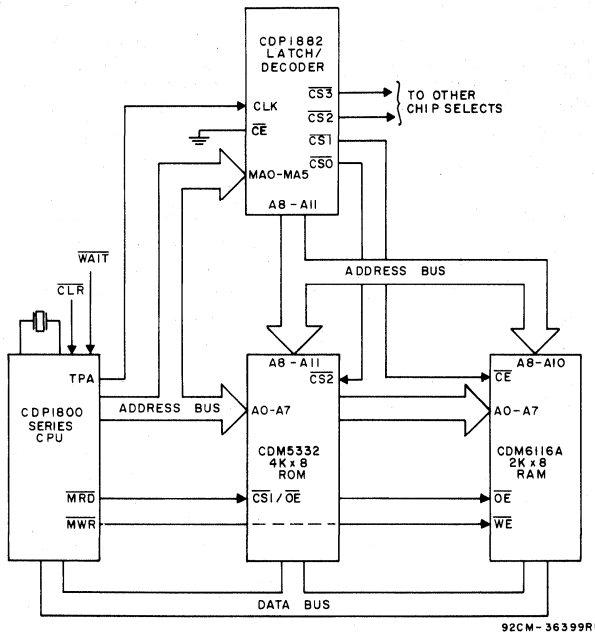 CDP1882
LATCH/
DECODER
CLK
CE
MA0-MA5
A8-A11
CS3
CS2
CS1
CS0
TO OTHER
CHIP SELECTS
ADDRESS BUS
WAIT
CLR
TPA
CDP1800
SERIES
CPU
MRD
MWR
ADDRESS BUS
A8-A11
CS2
A0-A7
CDM5332
4K x 8
ROM
CS1/OE
A8-A10
CE
A0-A7
CDM6116A
2K x 8
RAM
OE
WE
DATA BUS
92CM-36399R